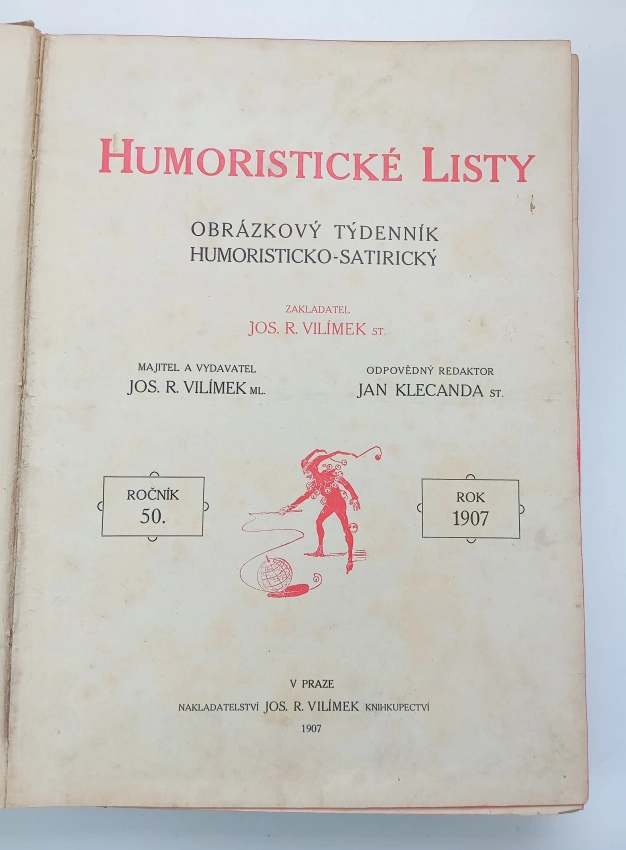 HUMORISTICKÉ LISTY
OBRÁZKOVÝ TÝDENNÍK
HUMORISTICKO-SATIRICKÝ
ZAKLADATEL
JOS. R. VILÍMEK ST.
MAJITEL A VYDAVATEL
JOS. R. VILÍMEK ML.
ODPOVĚDNÝ REDAKTOR
JAN KLECANDA ST.
ROČNÍK
50.
ROK
1907
V PRAZE
NAKLADATELSTVÍ JOS. R. VILÍMEK KNIHKUPECTVÍ
1907